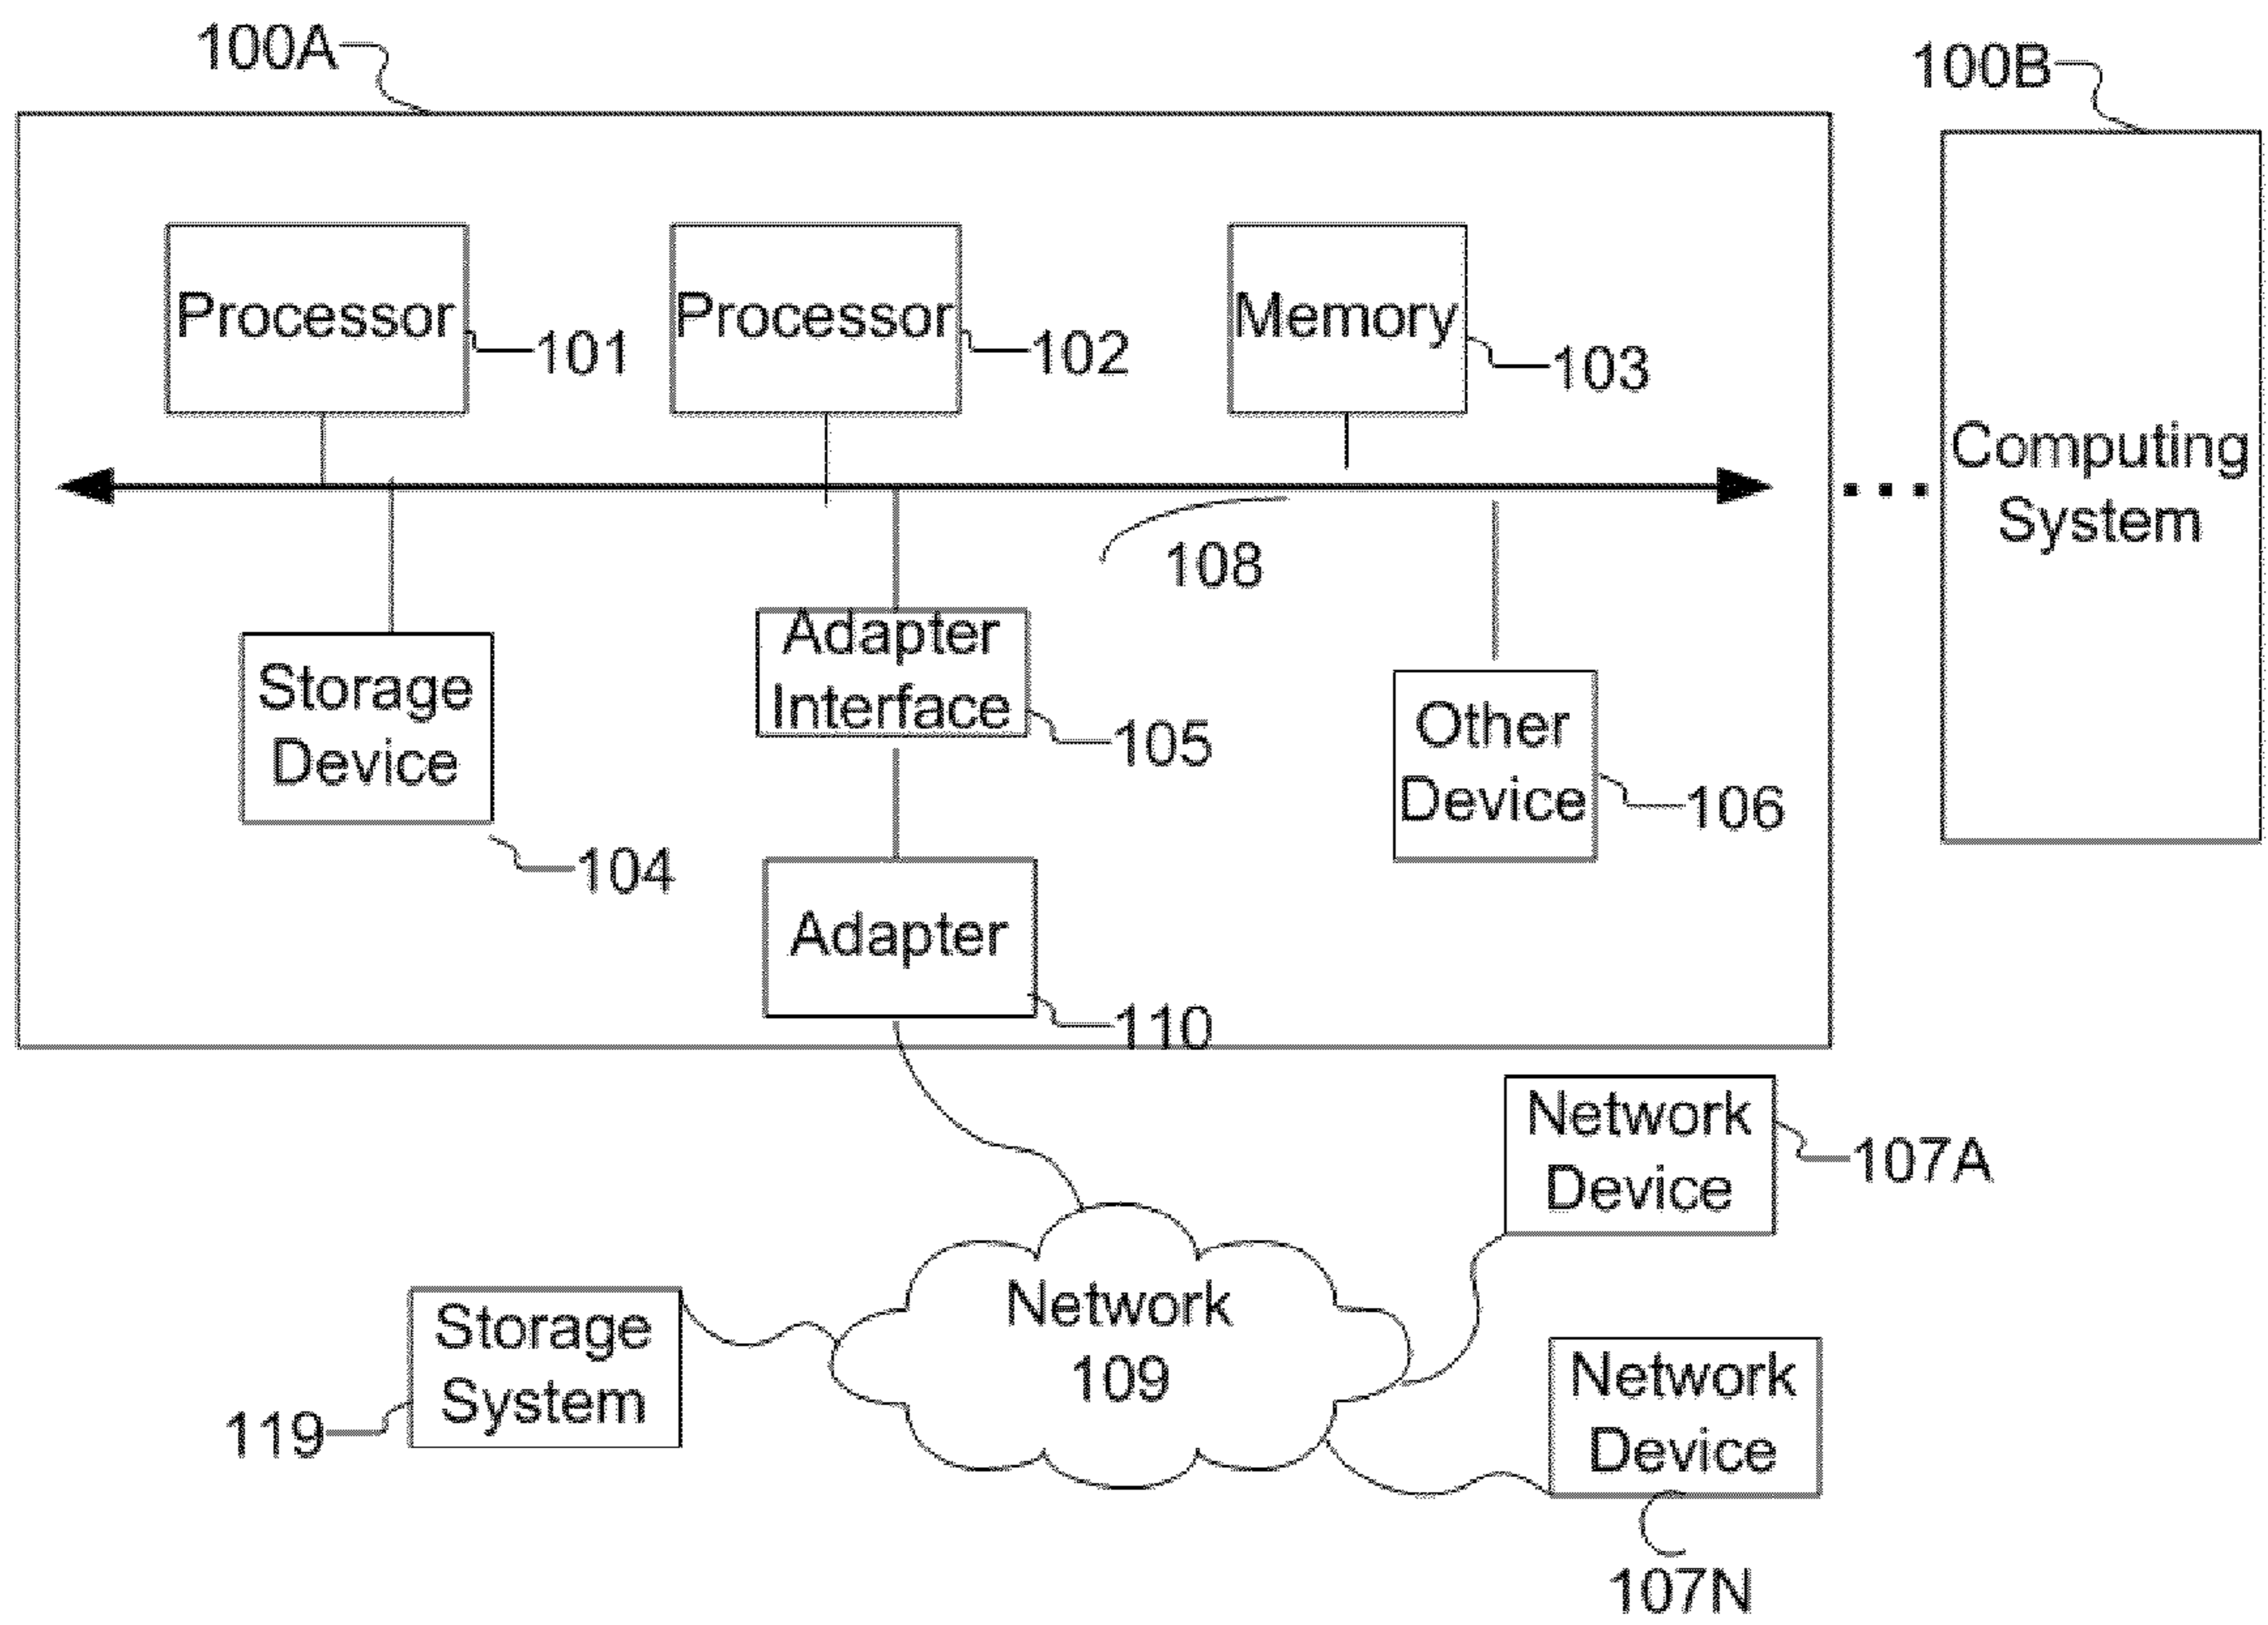 100A
100B
Processor
101
Processor
102
Memory
103
Computing
System
108
Storage
Device
104
Adapter
Interface
105
Other
Device
106
Adapter
110
Network
Device
107A
Storage
System
119
Network
109
Network
Device
107N